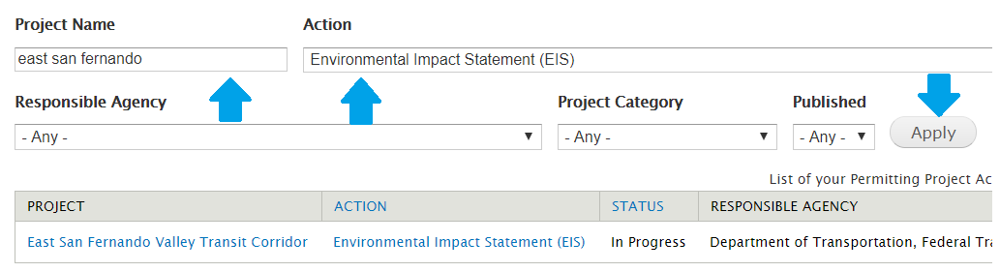 Project Name Action
east san fernando Environmental Impact Statement (EIS)
Responsible Agency Project Category Published
- Any - - Any - - Any - Apply
List of your Permitting Project Ac
PROJECT ACTION STATUS RESPONSIBLE AGENCY
East San Fernando Valley Transit Corridor Environmental Impact Statement (EIS) In Progress Department of Transportation, Federal Tra